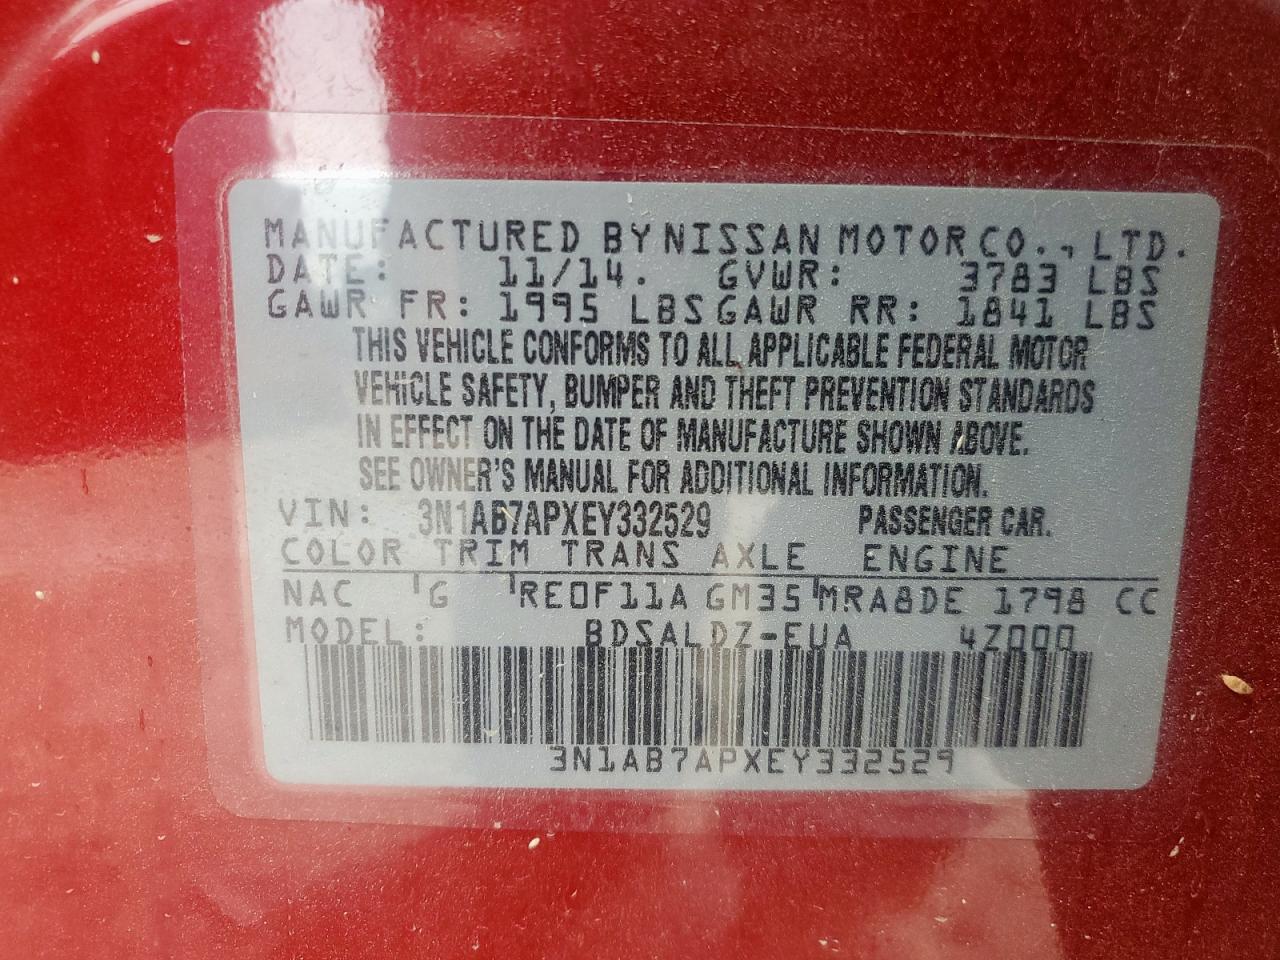 MANUFACTURED BY NISSAN MOTOR CO., LTD.
DATE: 11/14. GVWR: 3783 LBS
GAWR FR: 1995 LBS GAWR RR: 1841 LBS
THIS VEHICLE CONFORMS TO ALL APPLICABLE FEDERAL MOTOR
VEHICLE SAFETY, BUMPER AND THEFT PREVENTION STANDARDS
IN EFFECT ON THE DATE OF MANUFACTURE SHOWN ABOVE.
SEE OWNER'S MANUAL FOR ADDITIONAL INFORMATION.
VIN: 3N1AB7APXEY332529 PASSENGER CAR.
COLOR TRIM TRANS AXLE ENGINE
NAC G RE0F11A GM35 MRA8DE 1798 CC
MODEL: BDSALDZ-EUA 4Z000
3N1AB7APXEY332529